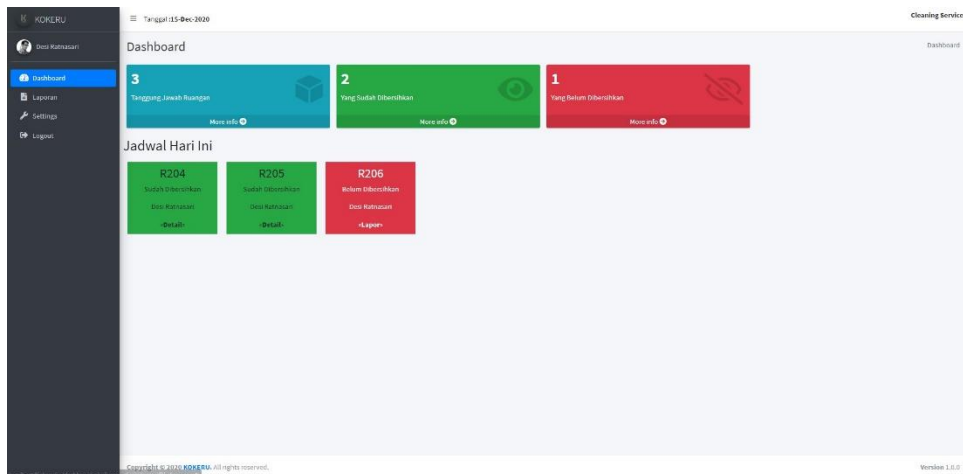 KOKERU
Tanggal :15-Dec-2020
Cleaning Service
Desi Ratnasari
Dashboard
Laporan
Settings
Logout
Dashboard
Dashboard
3
Tanggung Jawab Ruangan
More info
2
Yang Sudah Dibersihkan
More info
1
Yang Belum Dibersihkan
More info
Jadwal Hari Ini
R204
Sudah Dibersihkan
Desi Ratnasari
-Detail-
R205
Sudah Dibersihkan
Desi Ratnasari
-Detail-
R206
Belum Dibersihkan
Desi Ratnasari
-Lapor-
Copyright © 2020 KOKERU. All rights reserved.
Version 1.0.0